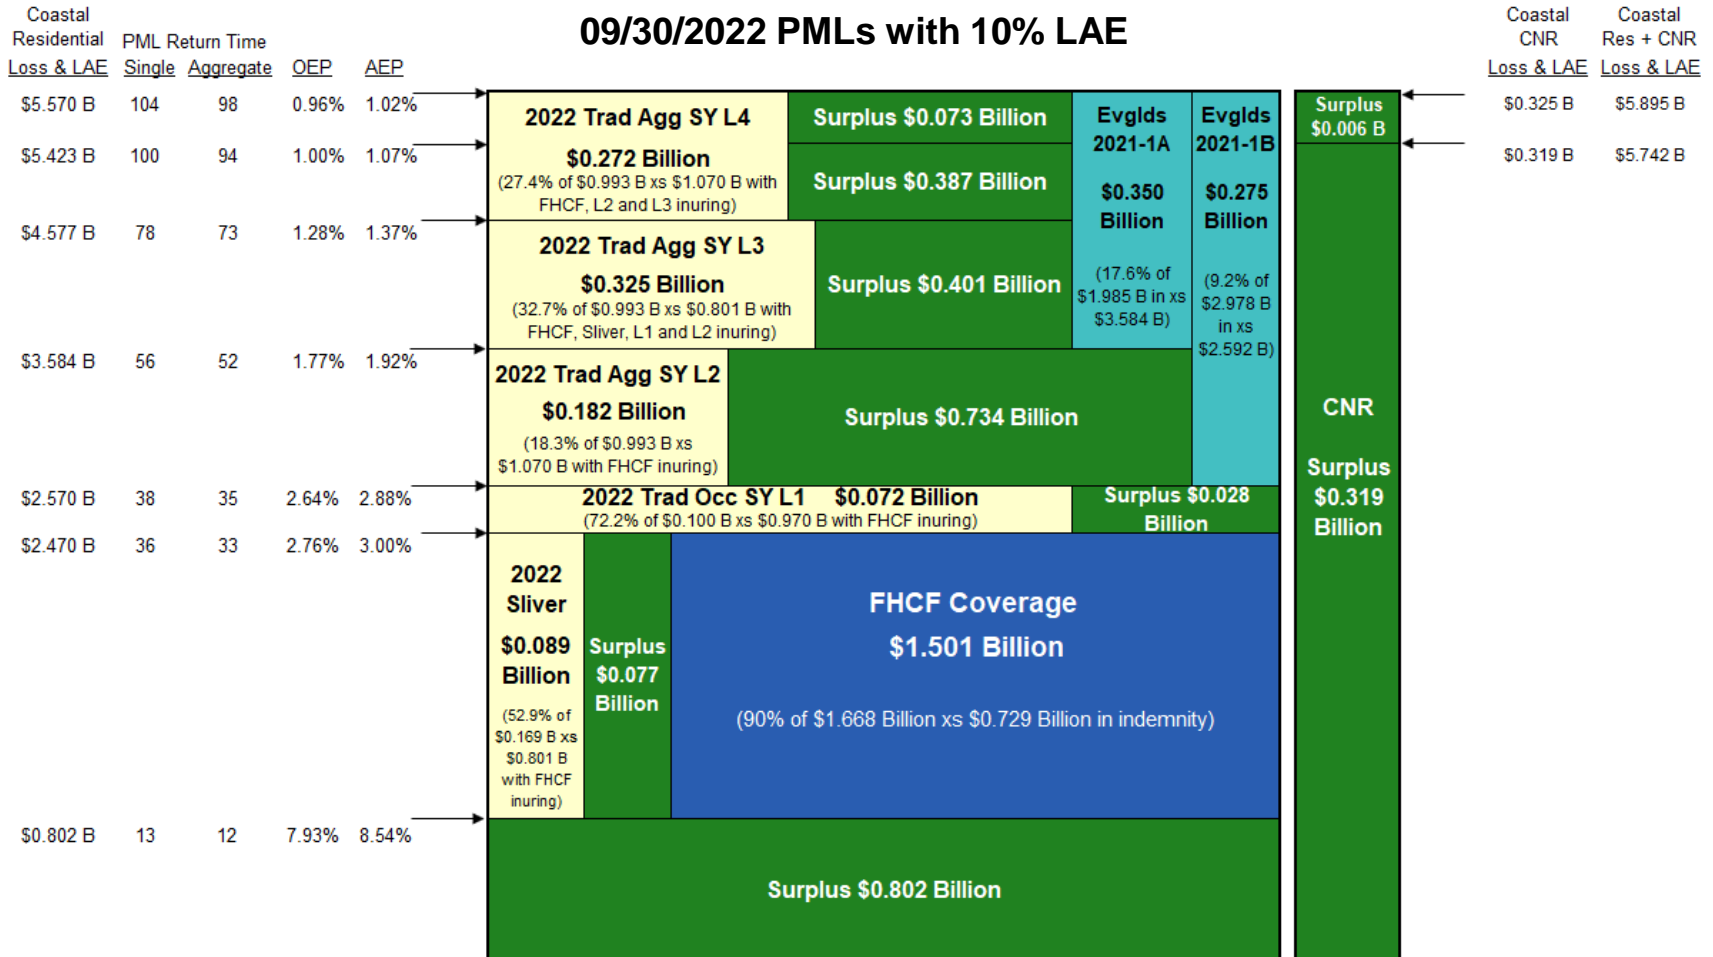 09/30/2022 PMLs with 10% LAE
Coastal
Residential
Loss & LAE
PML Return Time
Single Aggregate
OEP
AEP
$5.570 B 104 98 0.96% 1.02%
$5.423 B 100 94 1.00% 1.07%
$4.577 B 78 73 1.28% 1.37%
$3.584 B 56 52 1.77% 1.92%
$2.570 B 38 35 2.64% 2.88%
$2.470 B 36 33 2.76% 3.00%
$0.802 B 13 12 7.93% 8.54%
2022 Trad Agg SY L4
$0.272 Billion
(27.4% of $0.993 B xs $1.070 B with
FHCF, L2 and L3 inuring)
Surplus $0.073 Billion
Surplus $0.387 Billion
2022 Trad Agg SY L3
$0.325 Billion
(32.7% of $0.993 B xs $0.801 B with
FHCF, Sliver, L1 and L2 inuring)
Surplus $0.401 Billion
Evglds
2021-1A
$0.350
Billion
(17.6% of
$1.985 B in xs
$3.584 B)
Evglds
2021-1B
$0.275
Billion
(9.2% of
$2.978 B
in xs
$2.592 B)
2022 Trad Agg SY L2
$0.182 Billion
(18.3% of $0.993 B xs
$1.070 B with FHCF inuring)
Surplus $0.734 Billion
2022 Trad Occ SY L1 $0.072 Billion
(72.2% of $0.100 B xs $0.970 B with FHCF inuring)
Surplus $0.028
Billion
2022
Sliver
$0.089
Billion
(52.9% of
$0.169 B xs
$0.801 B
with FHCF
inuring)
Surplus
$0.077
Billion
FHCF Coverage
$1.501 Billion
(90% of $1.668 Billion xs $0.729 Billion in indemnity)
Surplus $0.802 Billion
Surplus
$0.006 B
CNR
Surplus
$0.319
Billion
Coastal
CNR
Loss & LAE
Coastal
Res + CNR
Loss & LAE
$0.325 B $5.895 B
$0.319 B $5.742 B